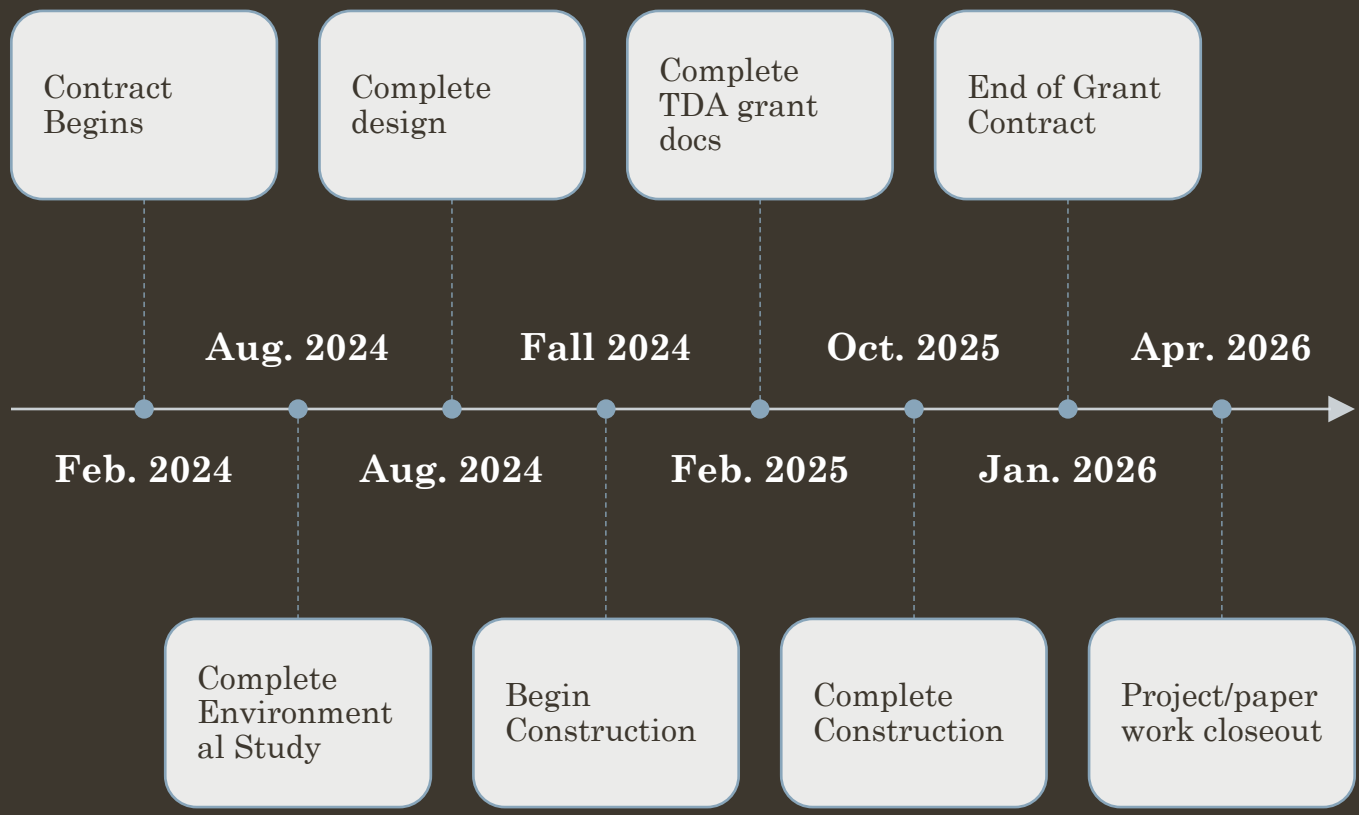 Contract
Begins
Complete
design
Complete
TDA grant
docs
End of Grant
Contract
Aug. 2024
Fall 2024
Oct. 2025
Apr. 2026
Feb. 2024
Aug. 2024
Feb. 2025
Jan. 2026
Complete
Environment
al Study
Begin
Construction
Complete
Construction
Project/paper
work closeout